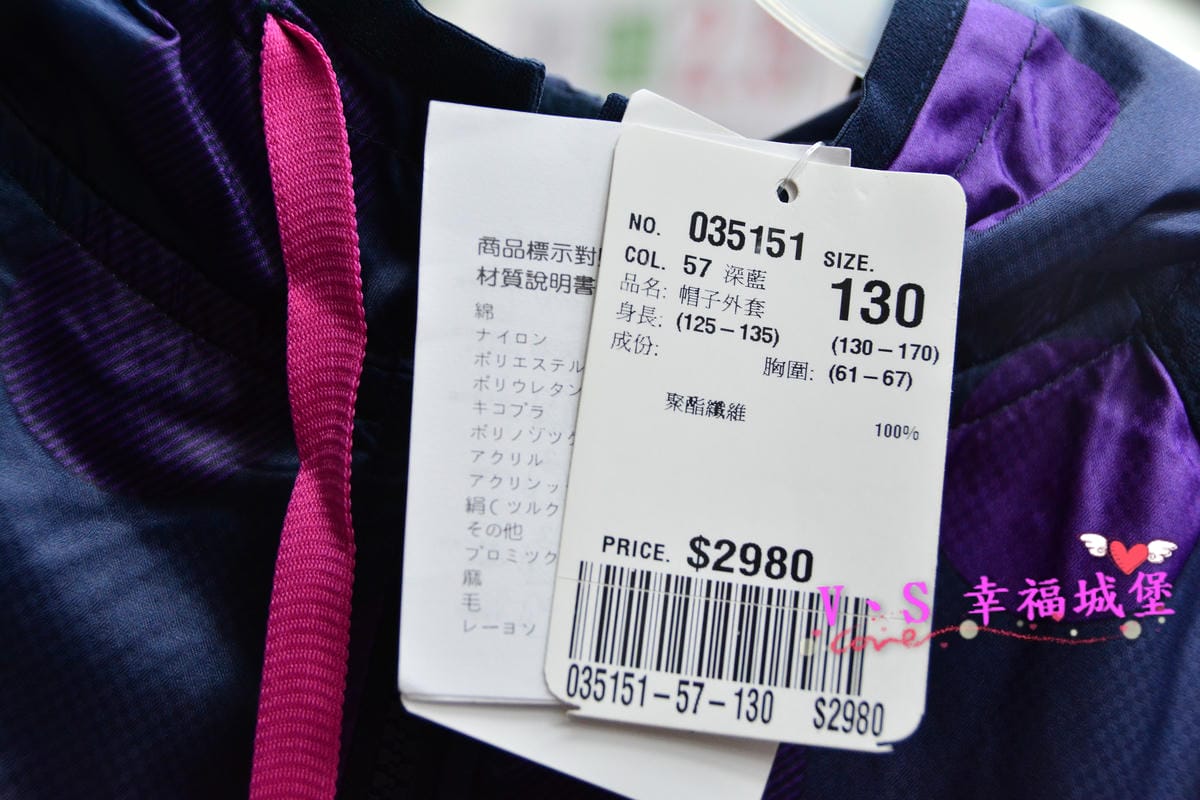 商品標示對
材質說明書
綿
ナイロン
ポリエステル
ポリウレタン
キコプラ
ポリノジック
アクリル
アクリンッ
絹(ツルク
その他
プロミック
麻
毛
レーヨン
NO. 035151 SIZE.
COL. 57 深藍 130
品名: 帽子外套
身長: (125－135) (130－170)
成份: 胸圍: (61－67)
聚酯纖維 100%
PRICE. $2980
035151－57－130 $2980
V、S 幸福城堡
Love